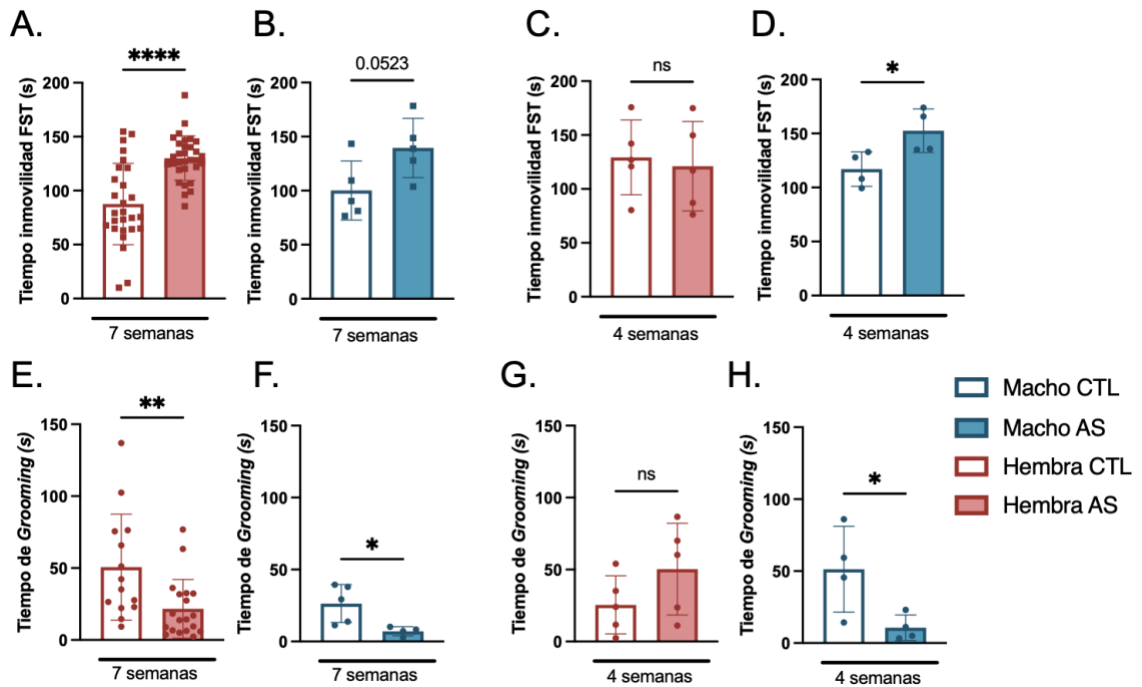 A.
B.
C.
D.
****
0.0523
ns
*
Tiempo inmovilidad FST (s)
200
150
100
50
0
7 semanas
Tiempo inmovilidad FST (s)
200
150
100
50
0
7 semanas
Tiempo inmovilidad FST (s)
200
150
100
50
0
4 semanas
Tiempo inmovilidad FST (s)
200
150
100
50
0
4 semanas
E.
F.
G.
H.
**
*
ns
*
Tiempo de Grooming (s)
150
100
50
0
7 semanas
Tiempo de Grooming (s)
150
100
50
0
7 semanas
Tiempo de Grooming (s)
150
100
50
0
4 semanas
Tiempo de Grooming (s)
150
100
50
0
4 semanas
Macho CTL
Macho AS
Hembra CTL
Hembra AS